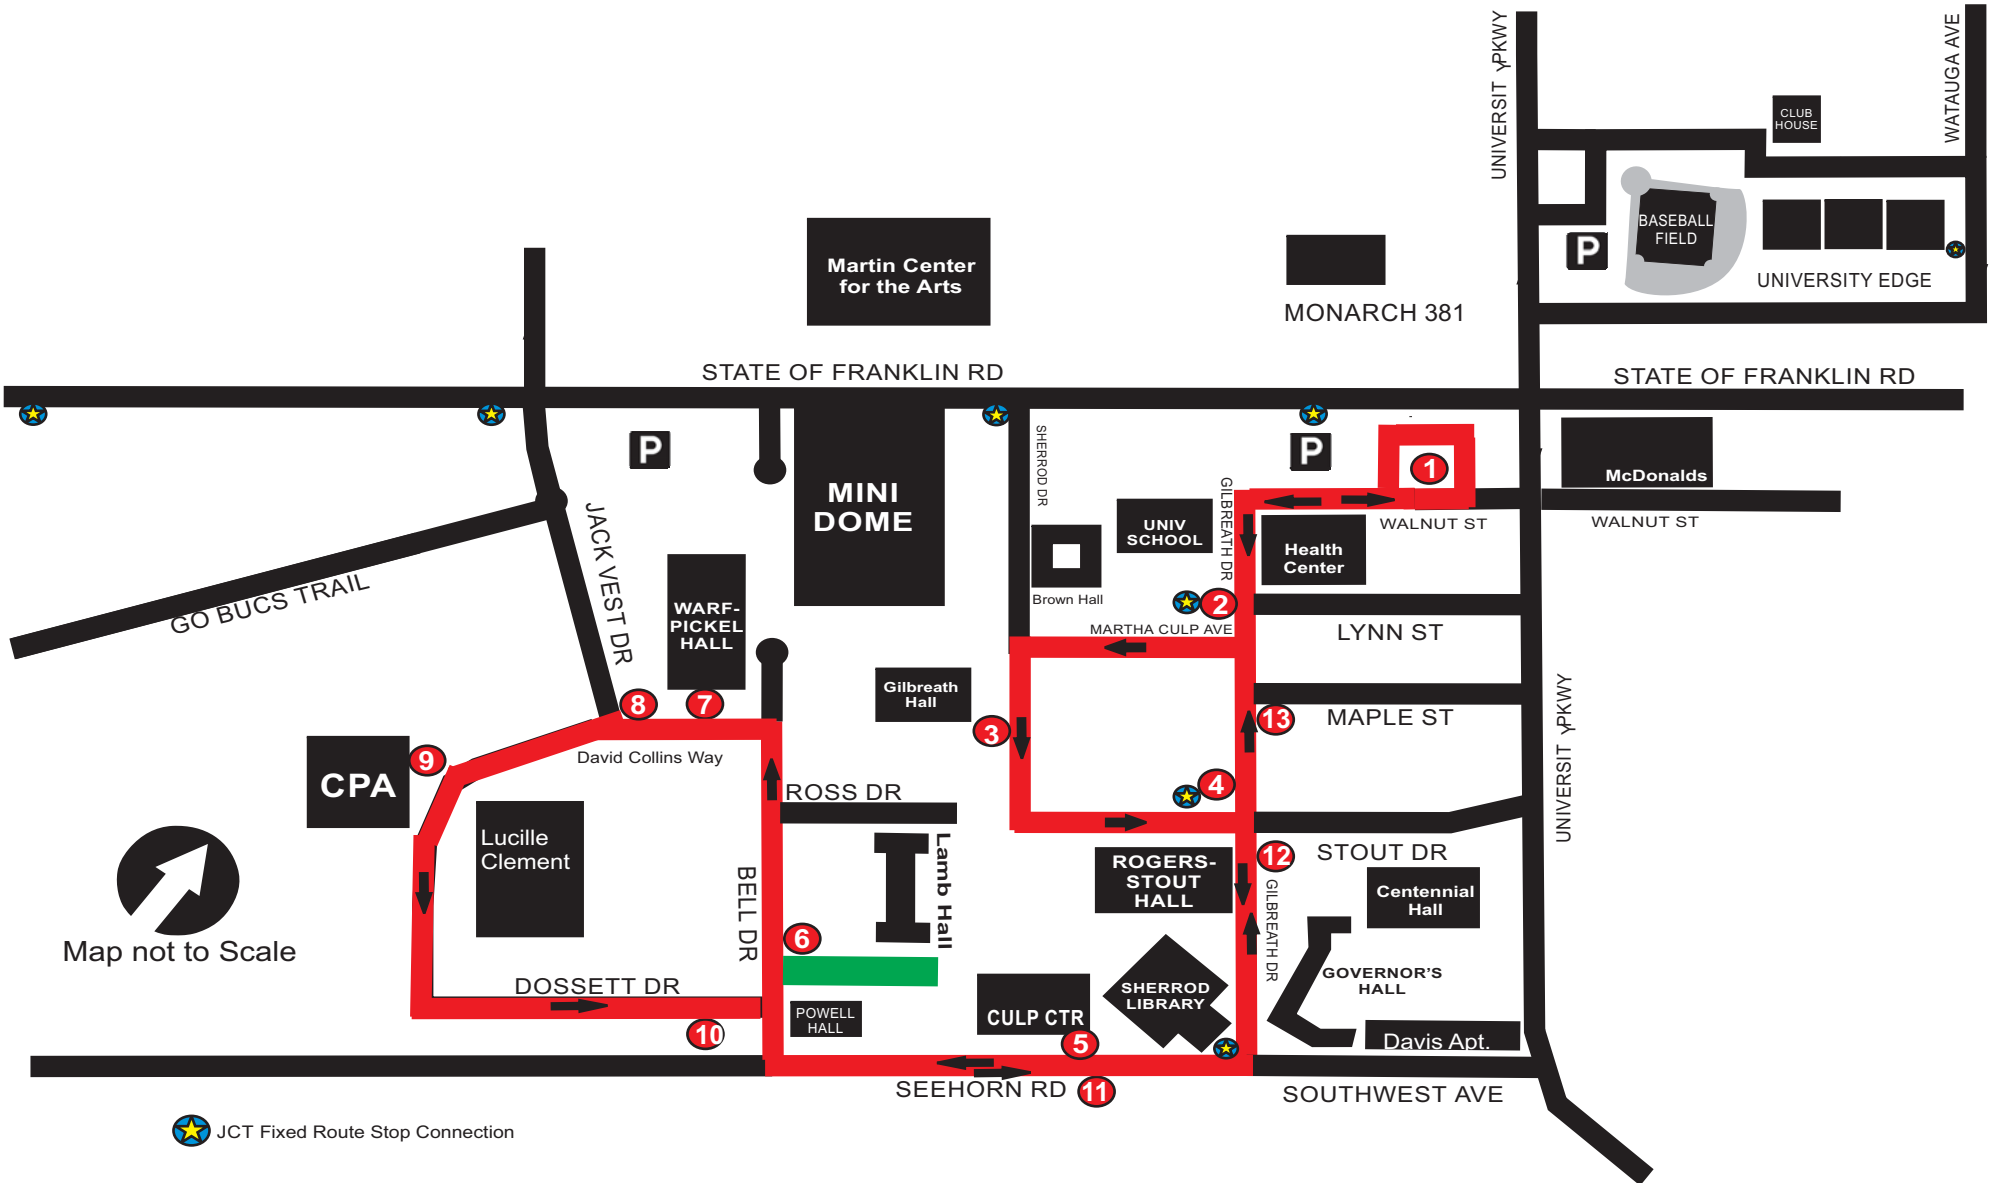 UNIVERSIT YPKWY
WATAUGA AVE
CLUB
HOUSE
BASEBALL
FIELD
P
UNIVERSITY EDGE
Martin Center
for the Arts
MONARCH 381
STATE OF FRANKLIN RD
STATE OF FRANKLIN RD
P
MINI
DOME
SHERROD DR
P
1
McDonalds
WALNUT ST
WALNUT ST
GILBREATH DR
UNIV
SCHOOL
Health
Center
Brown Hall
2
MARTHA CULP AVE
LYNN ST
GO BUCS TRAIL
JACK VEST DR
WARF-
PICKEL
HALL
Gilbreath
Hall
8
7
3
13
MAPLE ST
UNIVERSIT YPKWY
David Collins Way
9
CPA
4
ROSS DR
Lucille
Clement
Lamb Hall
ROGERS-
STOUT
HALL
12
STOUT DR
GILBREATH DR
Centennial
Hall
BELL DR
6
Map not to Scale
DOSSETT DR
GOVERNOR'S
HALL
SHERROD
LIBRARY
POWELL
HALL
CULP CTR
10
5
Davis Apt.
SEEHORN RD
11
SOUTHWEST AVE
JCT Fixed Route Stop Connection